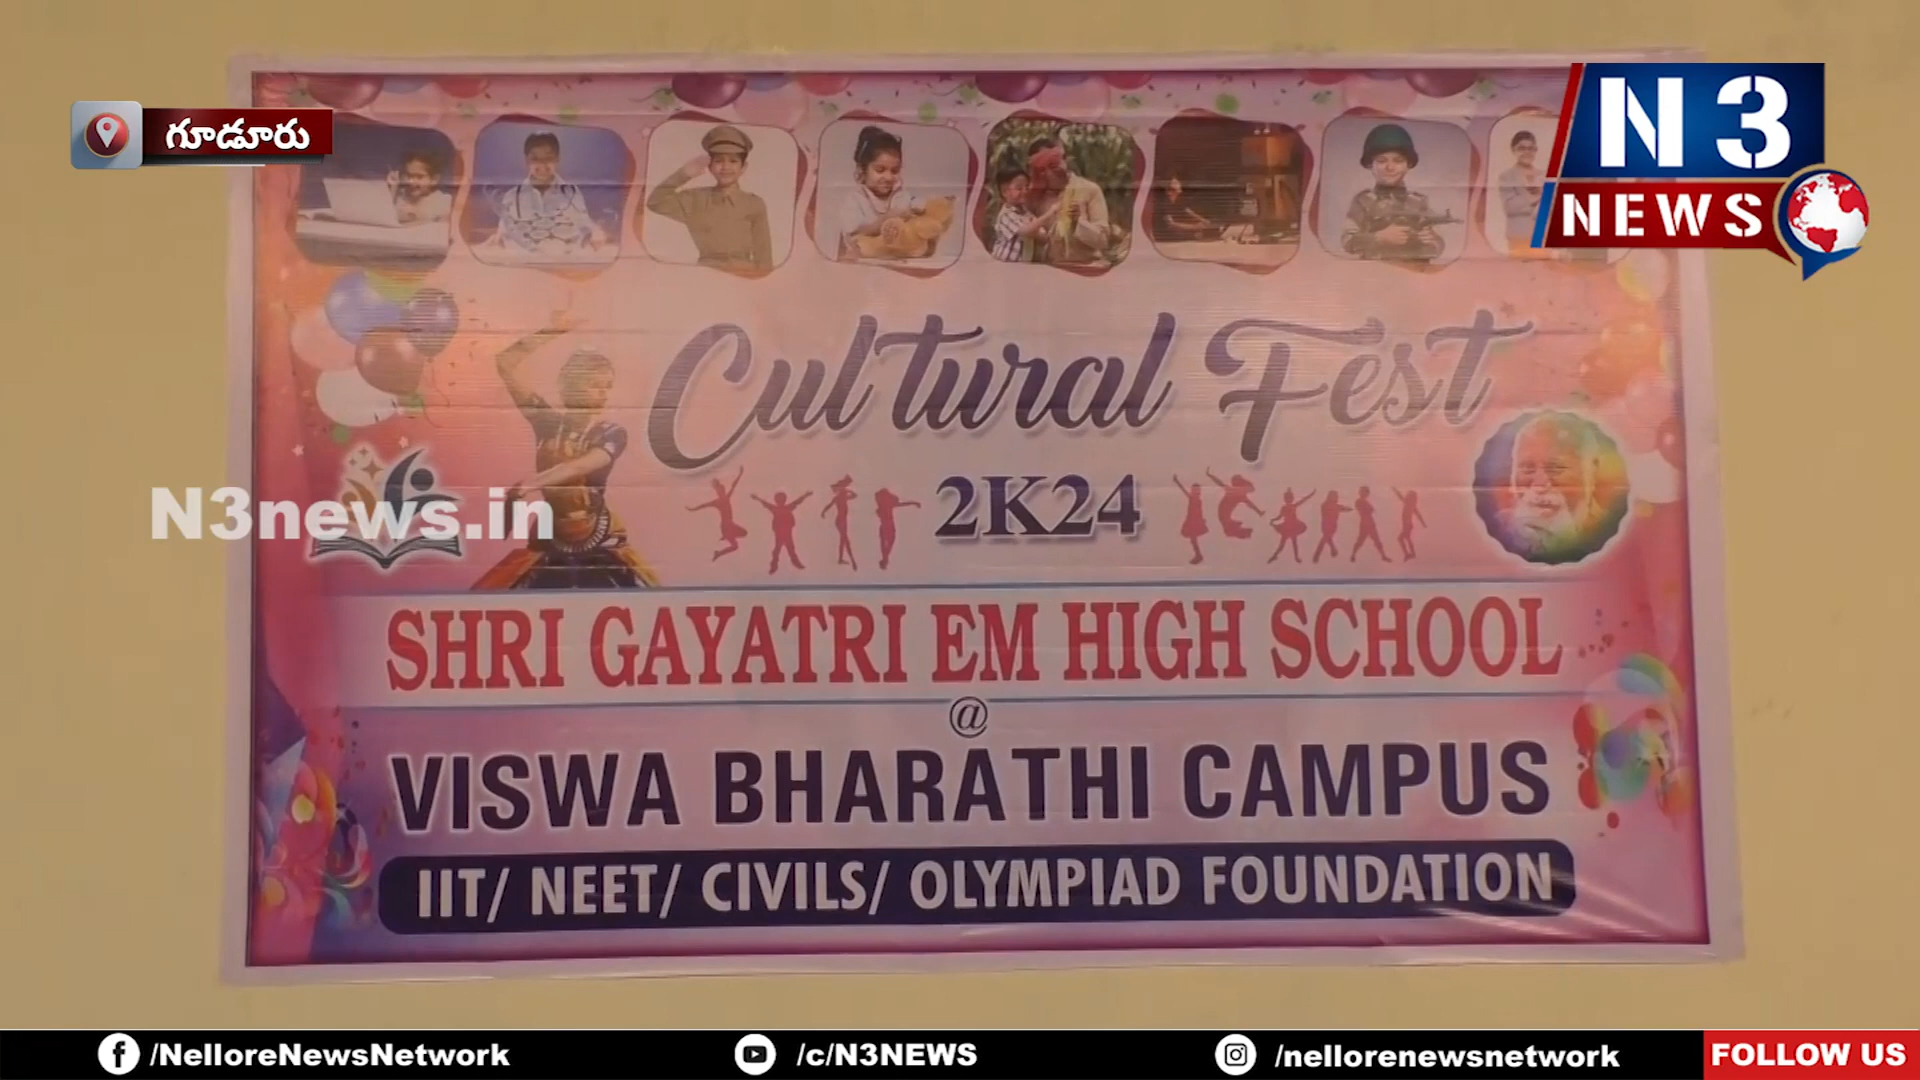 గూడూరు
N3
NEWS
Cultural Fest
2K24
N3news.in
SHRI GAYATRI EM HIGH SCHOOL
@
VISWA BHARATHI CAMPUS
IIT/ NEET/ CIVILS/ OLYMPIAD FOUNDATION
/NelloreNewsNetwork
/c/N3NEWS
/nellorenewsnetwork
FOLLOW US